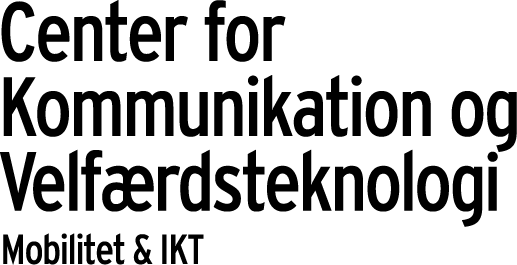 Center for
Kommunikation og
Velfærdsteknologi
Mobilitet & IKT